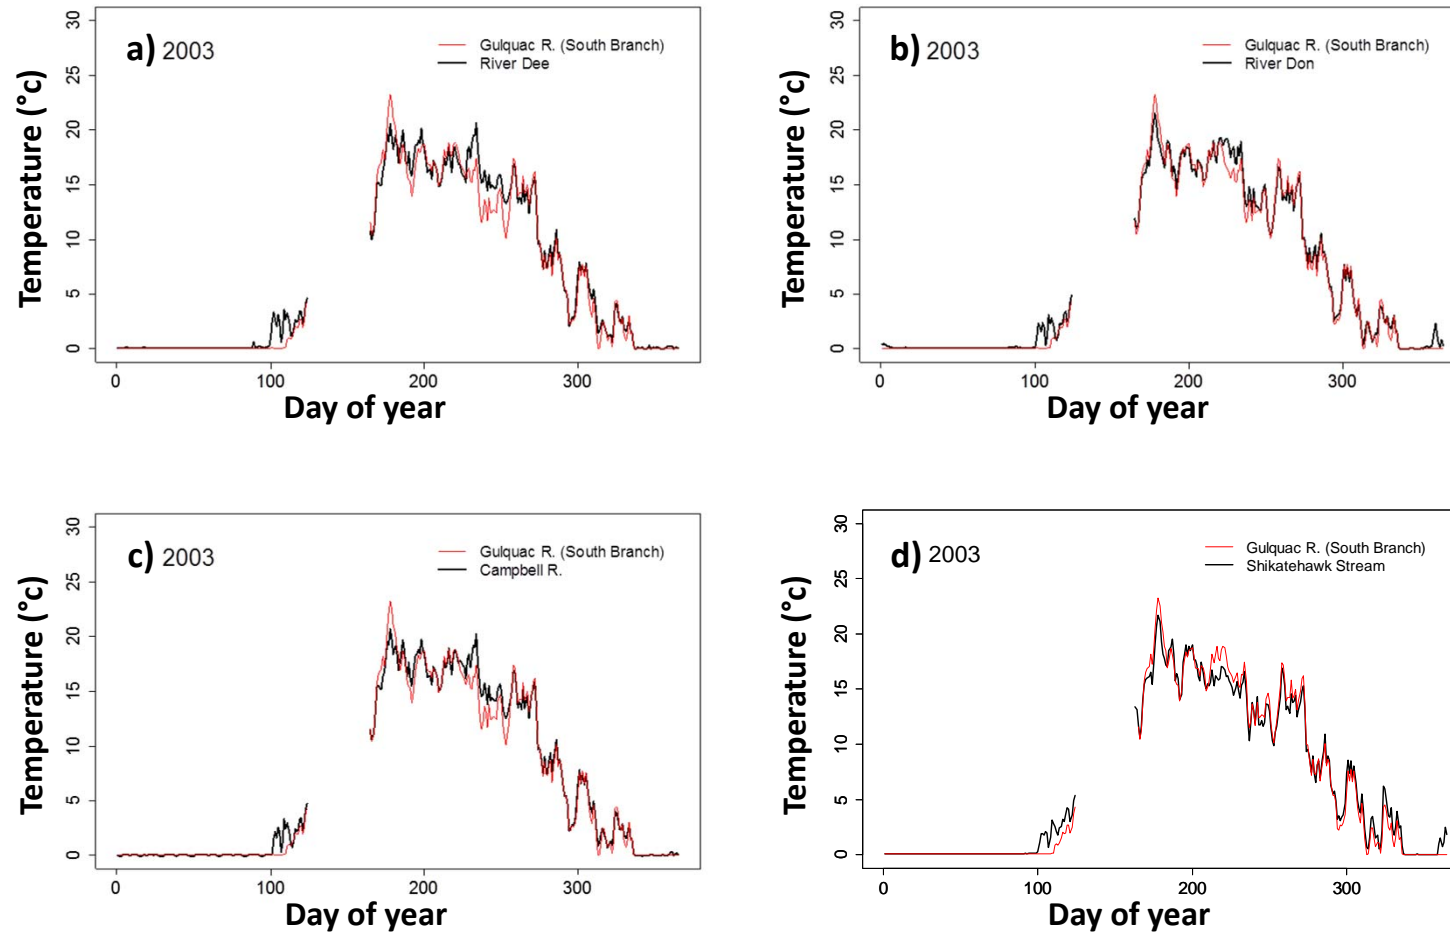 a) 2003
Gulquac R. (South Branch)
River Dee
Temperature (°c)
30
25
20
15
10
5
0
0 100 200 300
Day of year
b) 2003
Gulquac R. (South Branch)
River Don
Temperature (°c)
30
25
20
15
10
5
0
0 100 200 300
Day of year
c) 2003
Gulquac R. (South Branch)
Campbell R.
Temperature (°c)
30
25
20
15
10
5
0
0 100 200 300
Day of year
d) 2003
Gulquac R. (South Branch)
Shikatehawk Stream
Temperature (°c)
30
25
20
15
10
5
0
0 100 200 300
Day of year